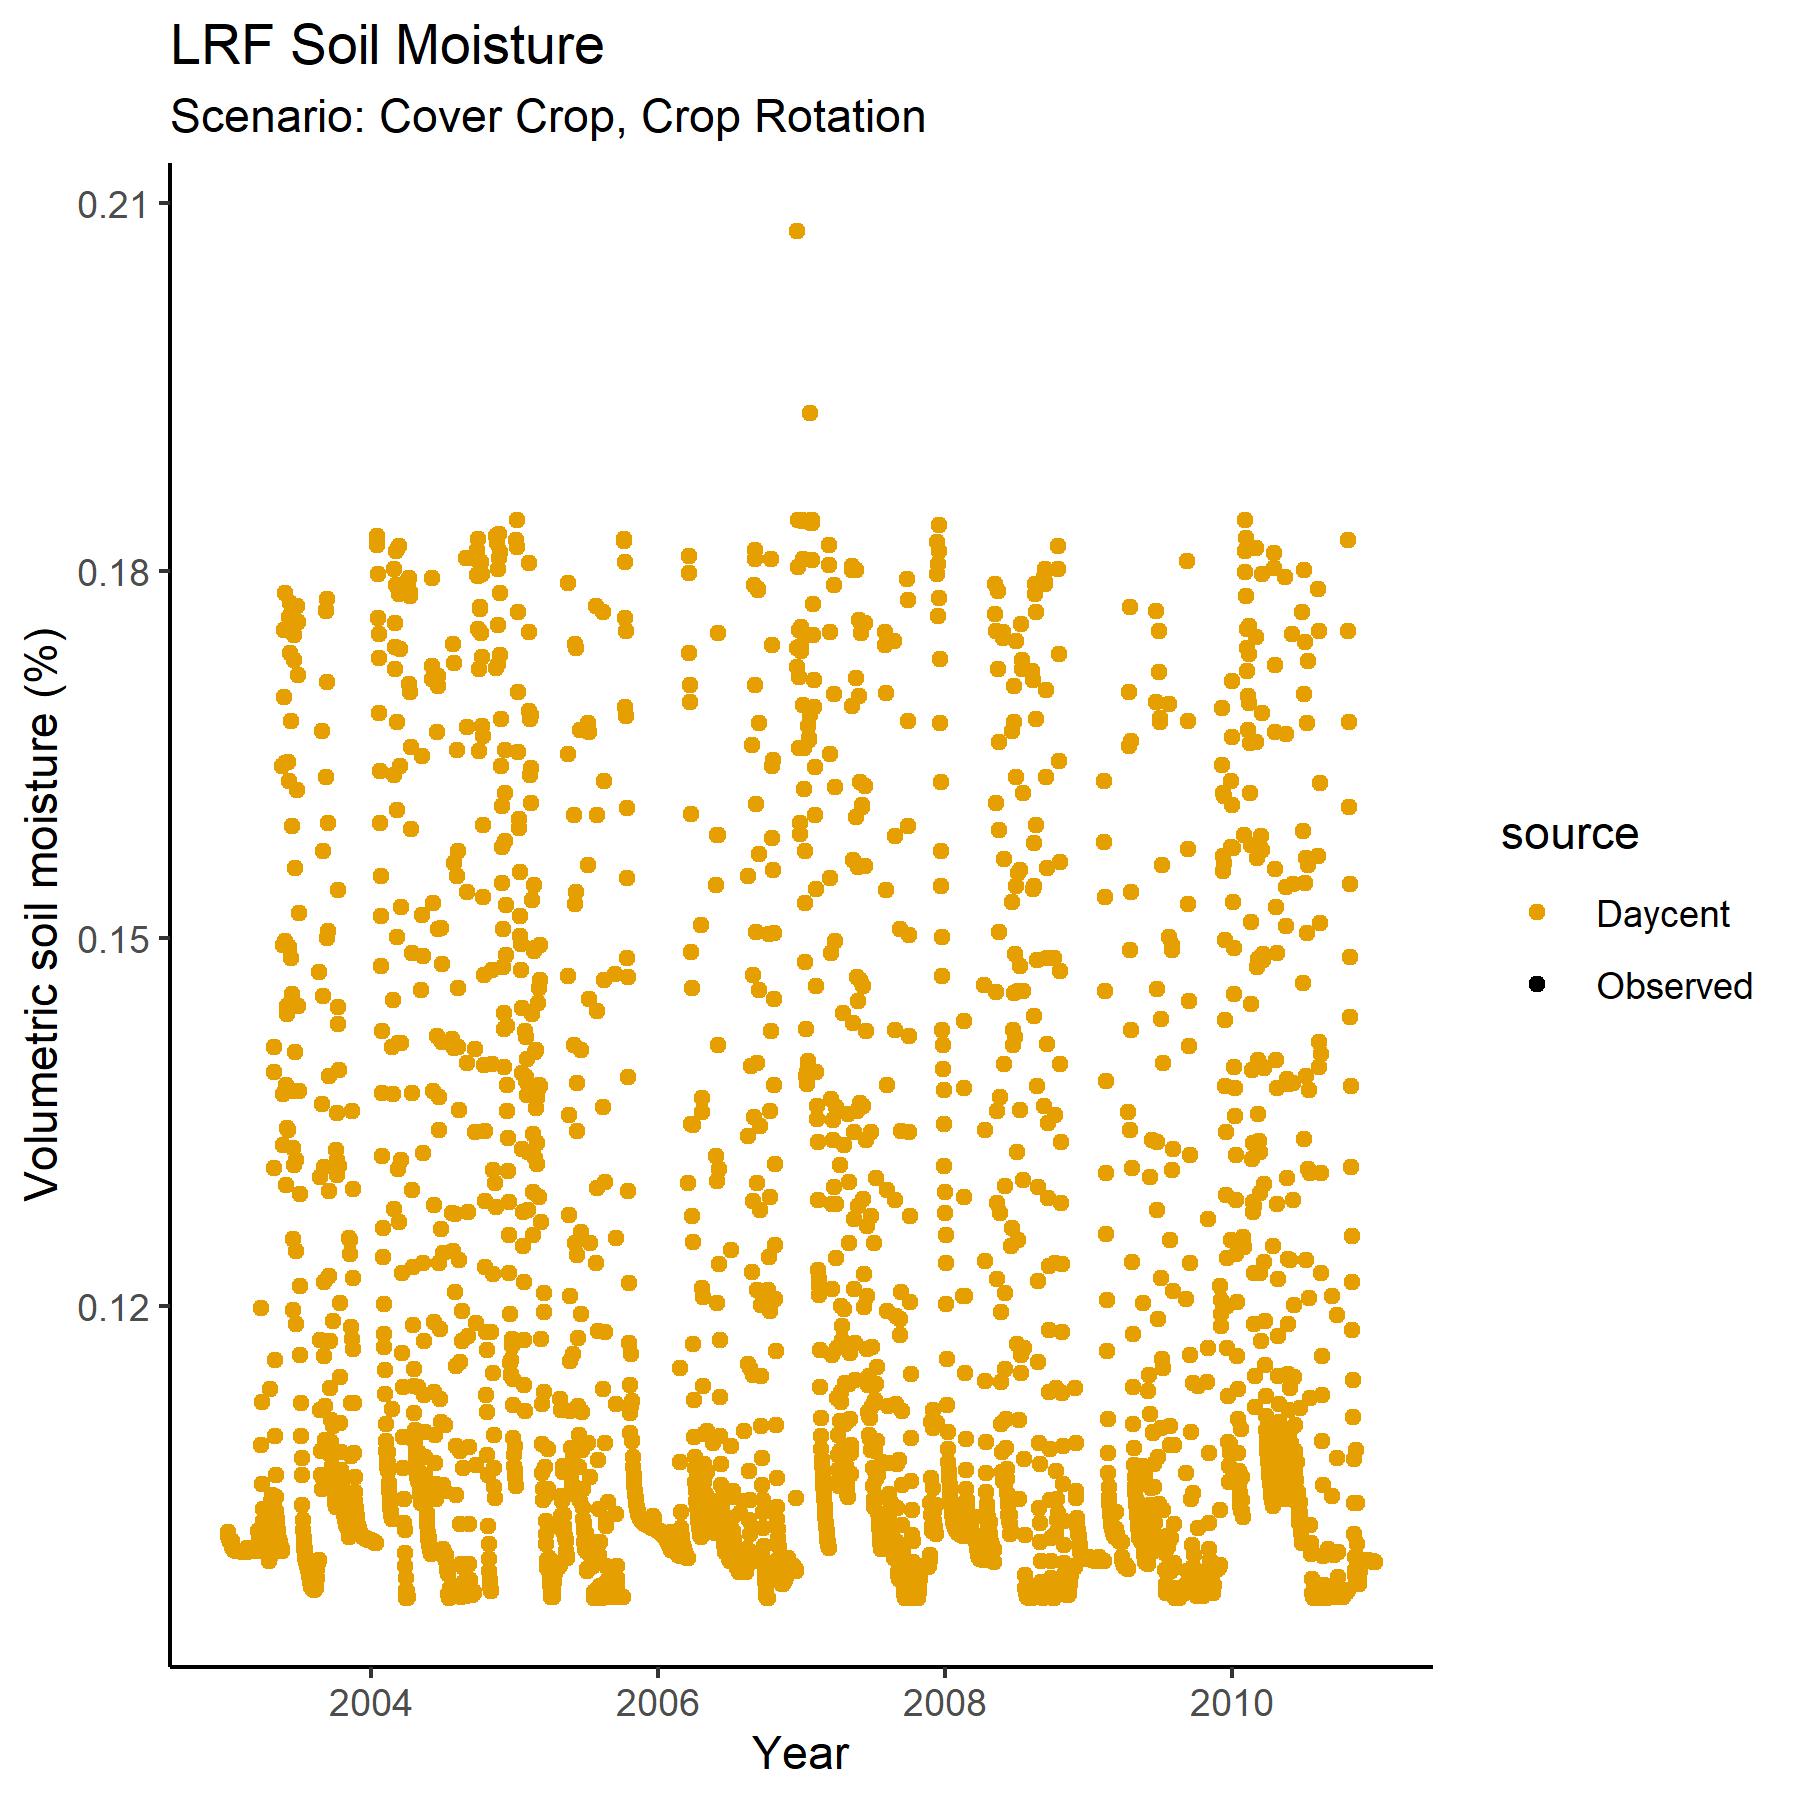 LRF Soil Moisture
Scenario: Cover Crop, Crop Rotation
Volumetric soil moisture (%)
0.21
0.18
0.15
0.12
2004
2006
2008
2010
Year
source
Daycent
Observed